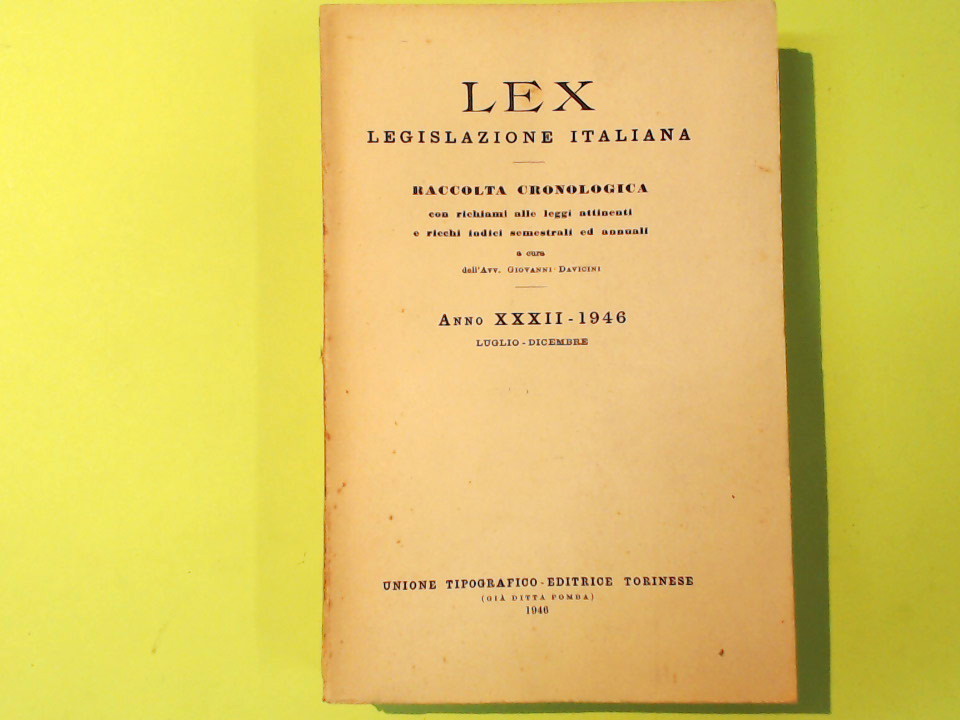 LEX
LEGISLAZIONE ITALIANA
RACCOLTA CRONOLOGICA
con richiami alle leggi attinenti
e ricchi indici semestrali ed annuali
a cura
dell'Avv. GIOVANNI DAVICINI
ANNO XXXII - 1946
LUGLIO - DICEMBRE
UNIONE TIPOGRAFICO - EDITRICE TORINESE
(GIÀ DITTA POMBA)
1946